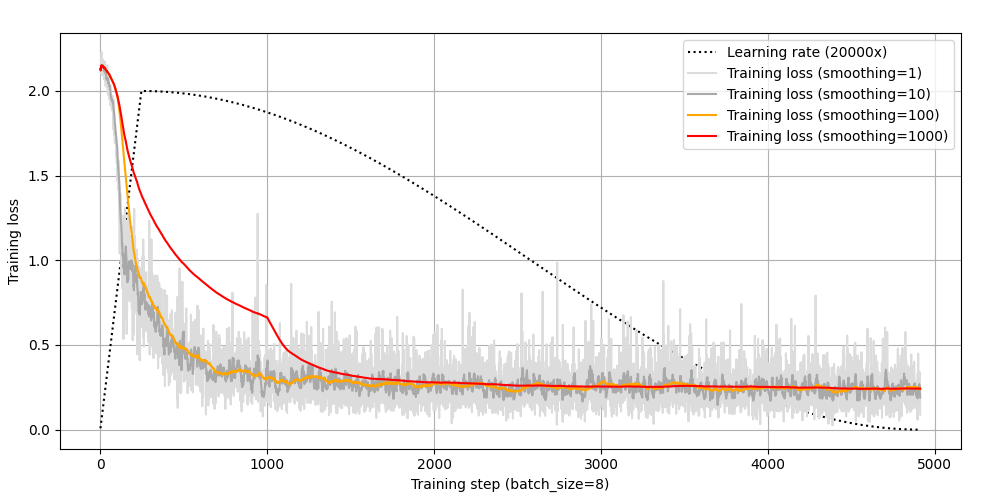 Learning rate (20000x)
Training loss (smoothing=1)
Training loss (smoothing=10)
Training loss (smoothing=100)
Training loss (smoothing=1000)
Training loss
2.0
1.5
1.0
0.5
0.0
0
1000
2000
3000
4000
5000
Training step (batch_size=8)